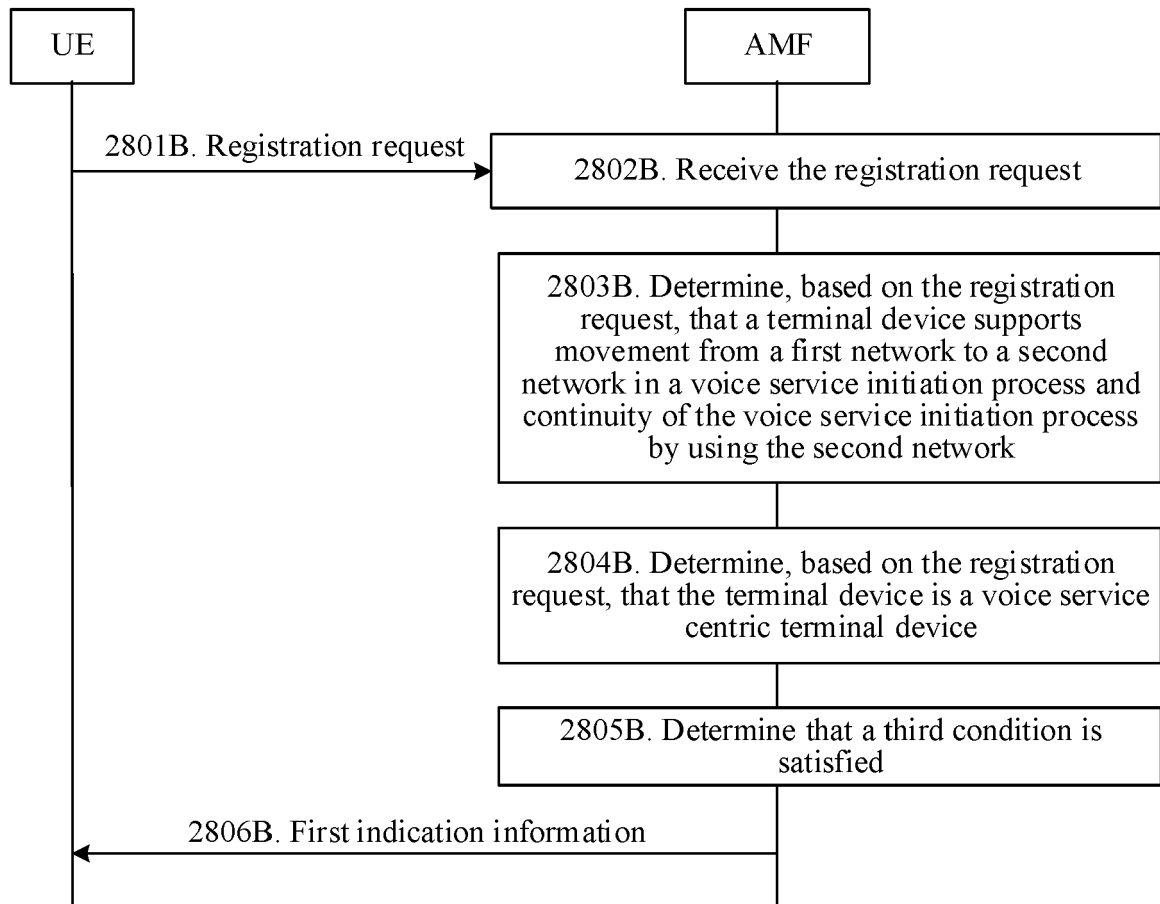 UE
AMF
2801B. Registration request
2802B. Receive the registration request
2803B. Determine, based on the registration
request, that a terminal device supports
movement from a first network to a second
network in a voice service initiation process and
continuity of the voice service initiation process
by using the second network
2804B. Determine, based on the registration
request, that the terminal device is a voice service
centric terminal device
2805B. Determine that a third condition is
satisfied
2806B. First indication information